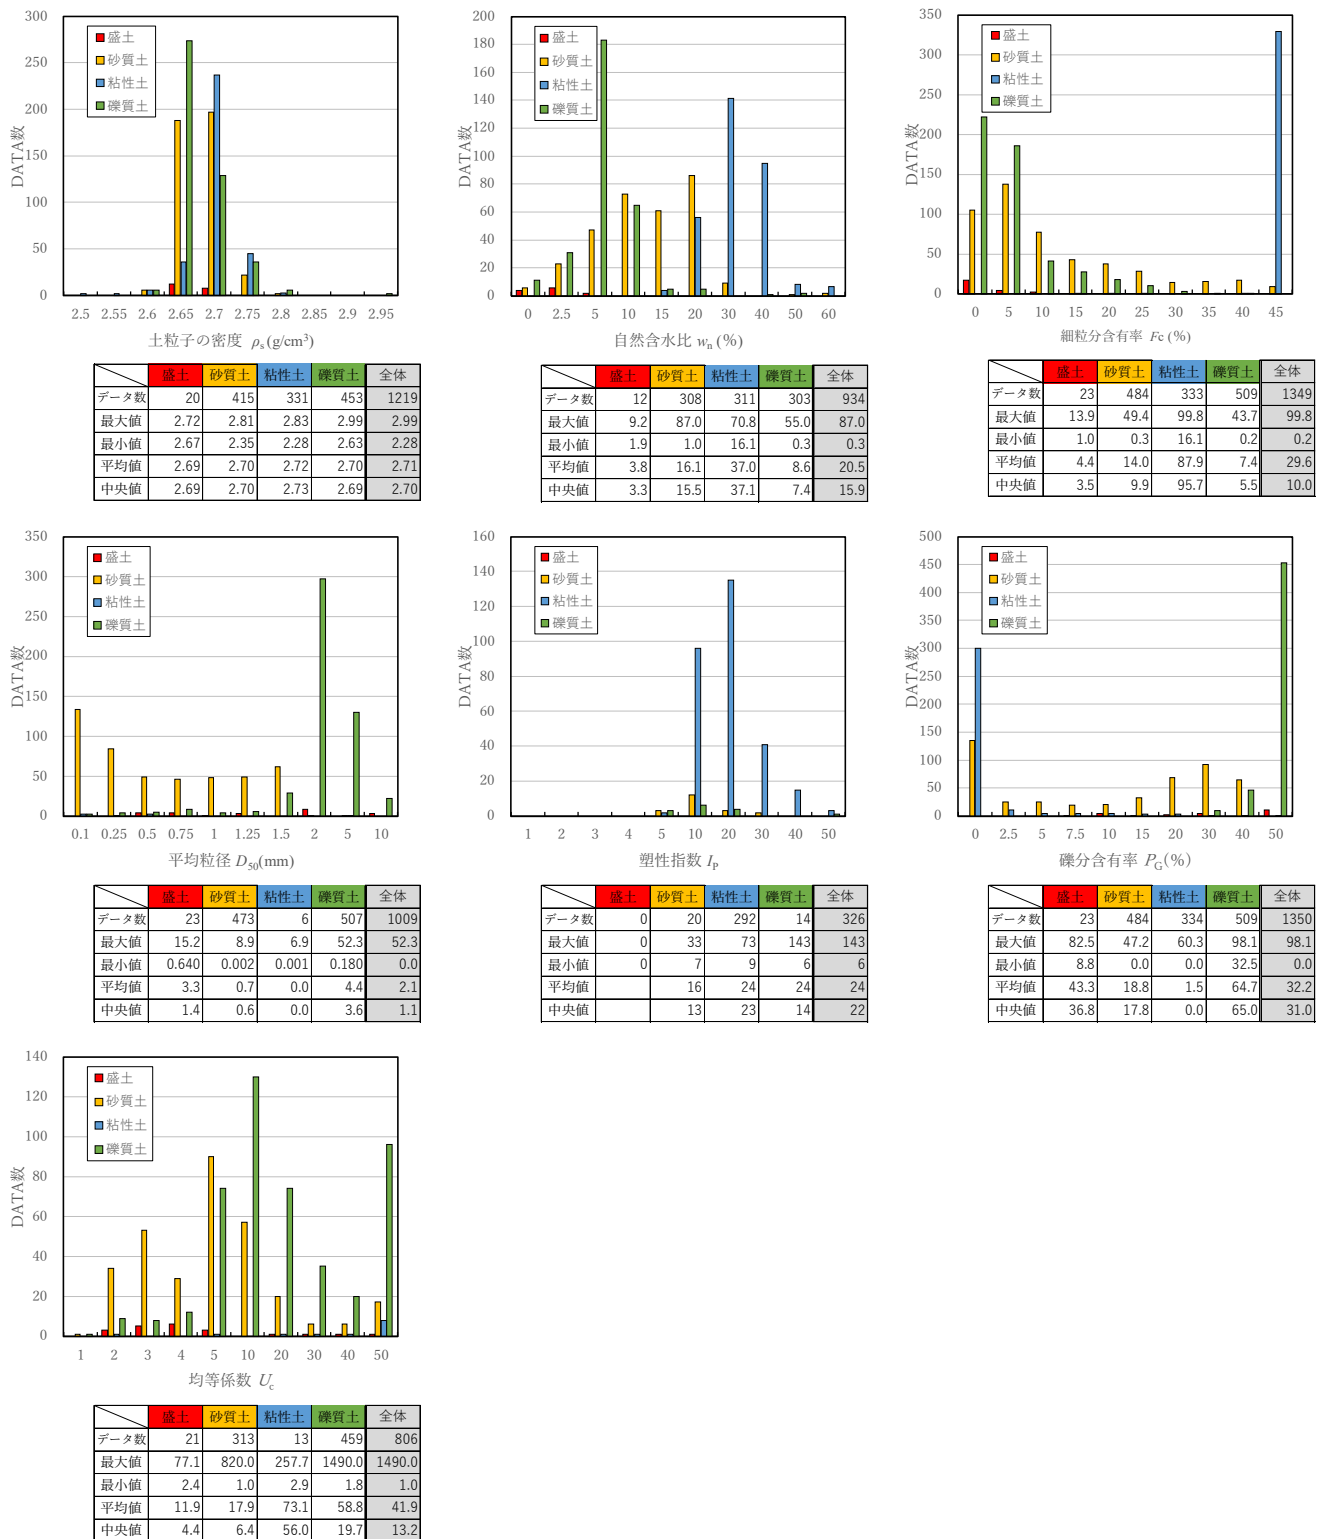 300
250
200
150
100
50
0
DATA数
盛土
砂質土
粘性土
礫質土
2.5 2.55 2.6 2.65 2.7 2.75 2.8 2.85 2.9 2.95
土粒子の密度 ρs (g/cm³)
盛土 砂質土 粘性土 礫質土 全体
データ数 20 415 331 453 1219
最大値 2.72 2.81 2.83 2.99 2.99
最小値 2.67 2.35 2.28 2.63 2.28
平均値 2.69 2.70 2.72 2.70 2.71
中央値 2.69 2.70 2.73 2.69 2.70
200
180
160
140
120
100
80
60
40
20
0
DATA数
盛土
砂質土
粘性土
礫質土
0 2.5 5 10 15 20 30 40 50 60
自然含水比 wn (%)
盛土 砂質土 粘性土 礫質土 全体
データ数 12 308 311 303 934
最大値 9.2 87.0 70.8 55.0 87.0
最小値 1.9 1.0 16.1 0.3 0.3
平均値 3.8 16.1 37.0 8.6 20.5
中央値 3.3 15.5 37.1 7.4 15.9
350
300
250
200
150
100
50
0
DATA数
盛土
砂質土
粘性土
礫質土
0 5 10 15 20 25 30 35 40 45
細粒分含有率 Fc (%)
盛土 砂質土 粘性土 礫質土 全体
データ数 23 484 333 509 1349
最大値 13.9 49.4 99.8 43.7 99.8
最小値 1.0 0.3 16.1 0.2 0.2
平均値 4.4 14.0 87.9 7.4 29.6
中央値 3.5 9.9 95.7 5.5 10.0
350
300
250
200
150
100
50
0
DATA数
盛土
砂質土
粘性土
礫質土
0.1 0.25 0.5 0.75 1 1.25 1.5 2 5 10
平均粒径 D50(mm)
盛土 砂質土 粘性土 礫質土 全体
データ数 23 473 6 507 1009
最大値 15.2 8.9 6.9 52.3 52.3
最小値 0.640 0.002 0.001 0.180 0.0
平均値 3.3 0.7 0.0 4.4 2.1
中央値 1.4 0.6 0.0 3.6 1.1
160
140
120
100
80
60
40
20
0
DATA数
盛土
砂質土
粘性土
礫質土
1 2 3 4 5 10 20 30 40 50
塑性指数 IP
盛土 砂質土 粘性土 礫質土 全体
データ数 0 20 292 14 326
最大値 0 33 73 143 143
最小値 0 7 9 6 6
平均値 16 24 24 24
中央値 13 23 14 22
500
450
400
350
300
250
200
150
100
50
0
DATA数
盛土
砂質土
粘性土
礫質土
0 2.5 5 7.5 10 15 20 30 40 50
礫分含有率 PG(%)
盛土 砂質土 粘性土 礫質土 全体
データ数 23 484 334 509 1350
最大値 82.5 47.2 60.3 98.1 98.1
最小値 8.8 0.0 0.0 32.5 0.0
平均値 43.3 18.8 1.5 64.7 32.2
中央値 36.8 17.8 0.0 65.0 31.0
140
120
100
80
60
40
20
0
DATA数
盛土
砂質土
粘性土
礫質土
1 2 3 4 5 10 20 30 40 50
均等係数 Uc
盛土 砂質土 粘性土 礫質土 全体
データ数 21 313 13 459 806
最大値 77.1 820.0 257.7 1490.0 1490.0
最小値 2.4 1.0 2.9 1.8 1.0
平均値 11.9 17.9 73.1 58.8 41.9
中央値 4.4 6.4 56.0 19.7 13.2